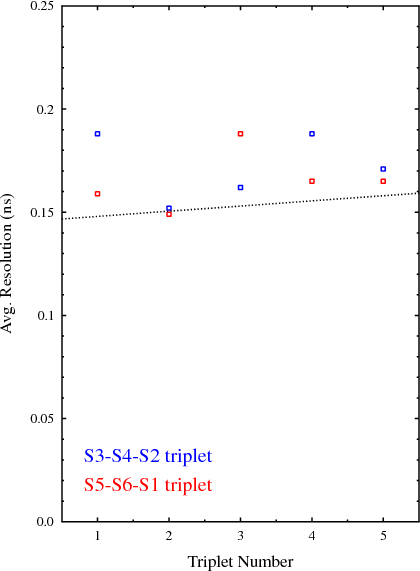 0.25
0.2
0.15
0.1
0.05
0.0
Avg. Resolution (ns)
S3-S4-S2 triplet
S5-S6-S1 triplet
1 2 3 4 5
Triplet Number